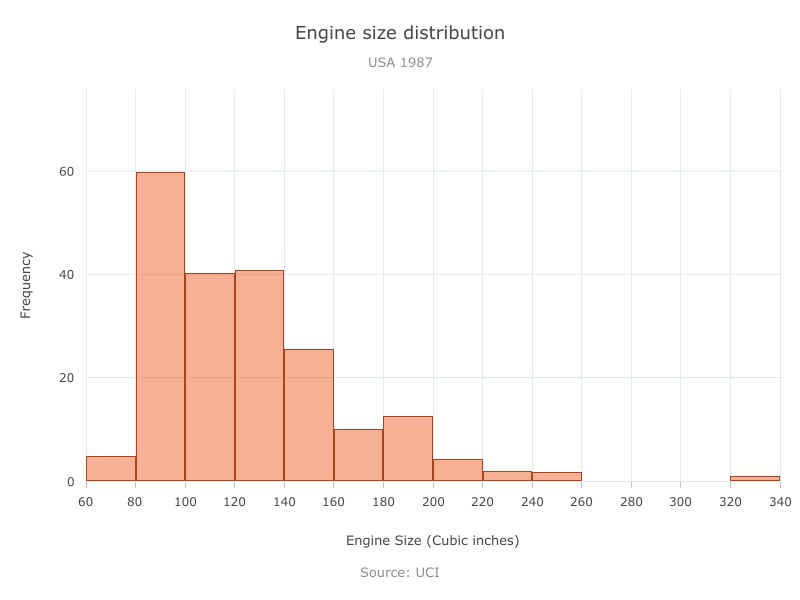 Engine size distribution
USA 1987
Frequency
60
40
20
0
60 80 100 120 140 160 180 200 220 240 260 280 300 320 340
Engine Size (Cubic inches)
Source: UCI